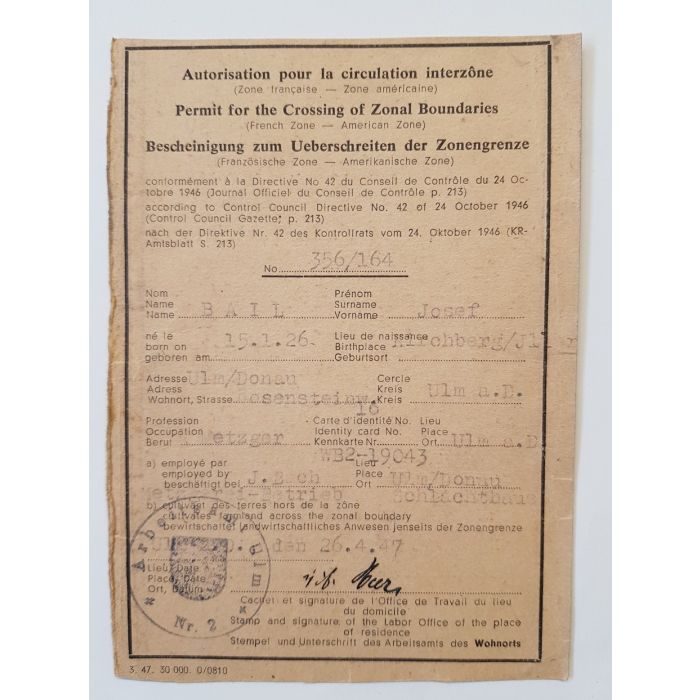 Autorisation pour la circulation interzône
(Zone française — Zone américaine)
Permit for the Crossing of Zonal Boundaries
(French Zone — American Zone)
Bescheinigung zum Ueberschreiten der Zonengrenze
(Französische Zone — Amerikanische Zone)
conformément à la Directive No 42 du Conseil de Contrôle du 24 Oc-
tobre 1946 (Journal Officiel du Conseil de Contrôle p. 213)
according to Control Council Directive No. 42 of 24 October 1946
(Control Council Gazette, p. 213)
nach der Direktive Nr. 42 des Kontrollrats vom 24. Oktober 1946 (KR-
Amtsblatt S. 213)
No. 356/164
Nom Prénom
Name BAIL Surname Josef
Name Vorname
né le Lieu de naissance
born on 15.1.26 Birthplace Kirchberg/Jller
geboren am Geburtsort
Adresse Ulm/Donau Cercle
Adress Kreis Ulm a.D.
Wohnort, Strasse Kreis
16
Profession Carte d'identité No. Lieu
Occupation Metzger Identity card No. Place Ulm a.D
Beruf Kennkarte Nr. Ort
WB2-19043
a) employé par Lieu
employed by Place Ulm/Donau
beschäftigt bei J. Ort
Schlachthaus
b) cultivant des terres hors de la zône
cultivates farmland across the zonal boundary
bewirtschaftet landwirtschaftliches Anwesen jenseits der Zonengrenze
den 26.4.47
Lieu, Date
Place, Date
Ort, Datum
Arbeitsamt Ulm
Nr. 2
Cachet et signature de l'Office de Travail du lieu
du domicile
Stamp and signature of the Labor Office of the place
of residence
Stempel und Unterschrift des Arbeitsamts des Wohnorts
3. 47. 30 000. 0/0810